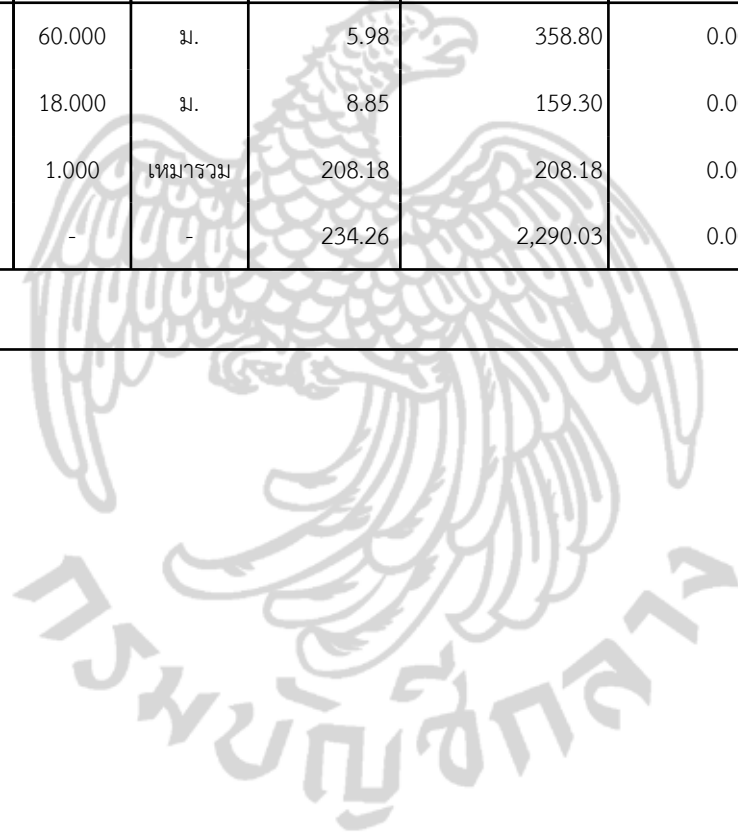 60.000 ม. 5.98 358.80 0.0
18.000 ม. 8.85 159.30 0.0
1.000 เหมารวม 208.18 208.18 0.0
- - 234.26 2,290.03 0.0
กรมบัญชีกลาง